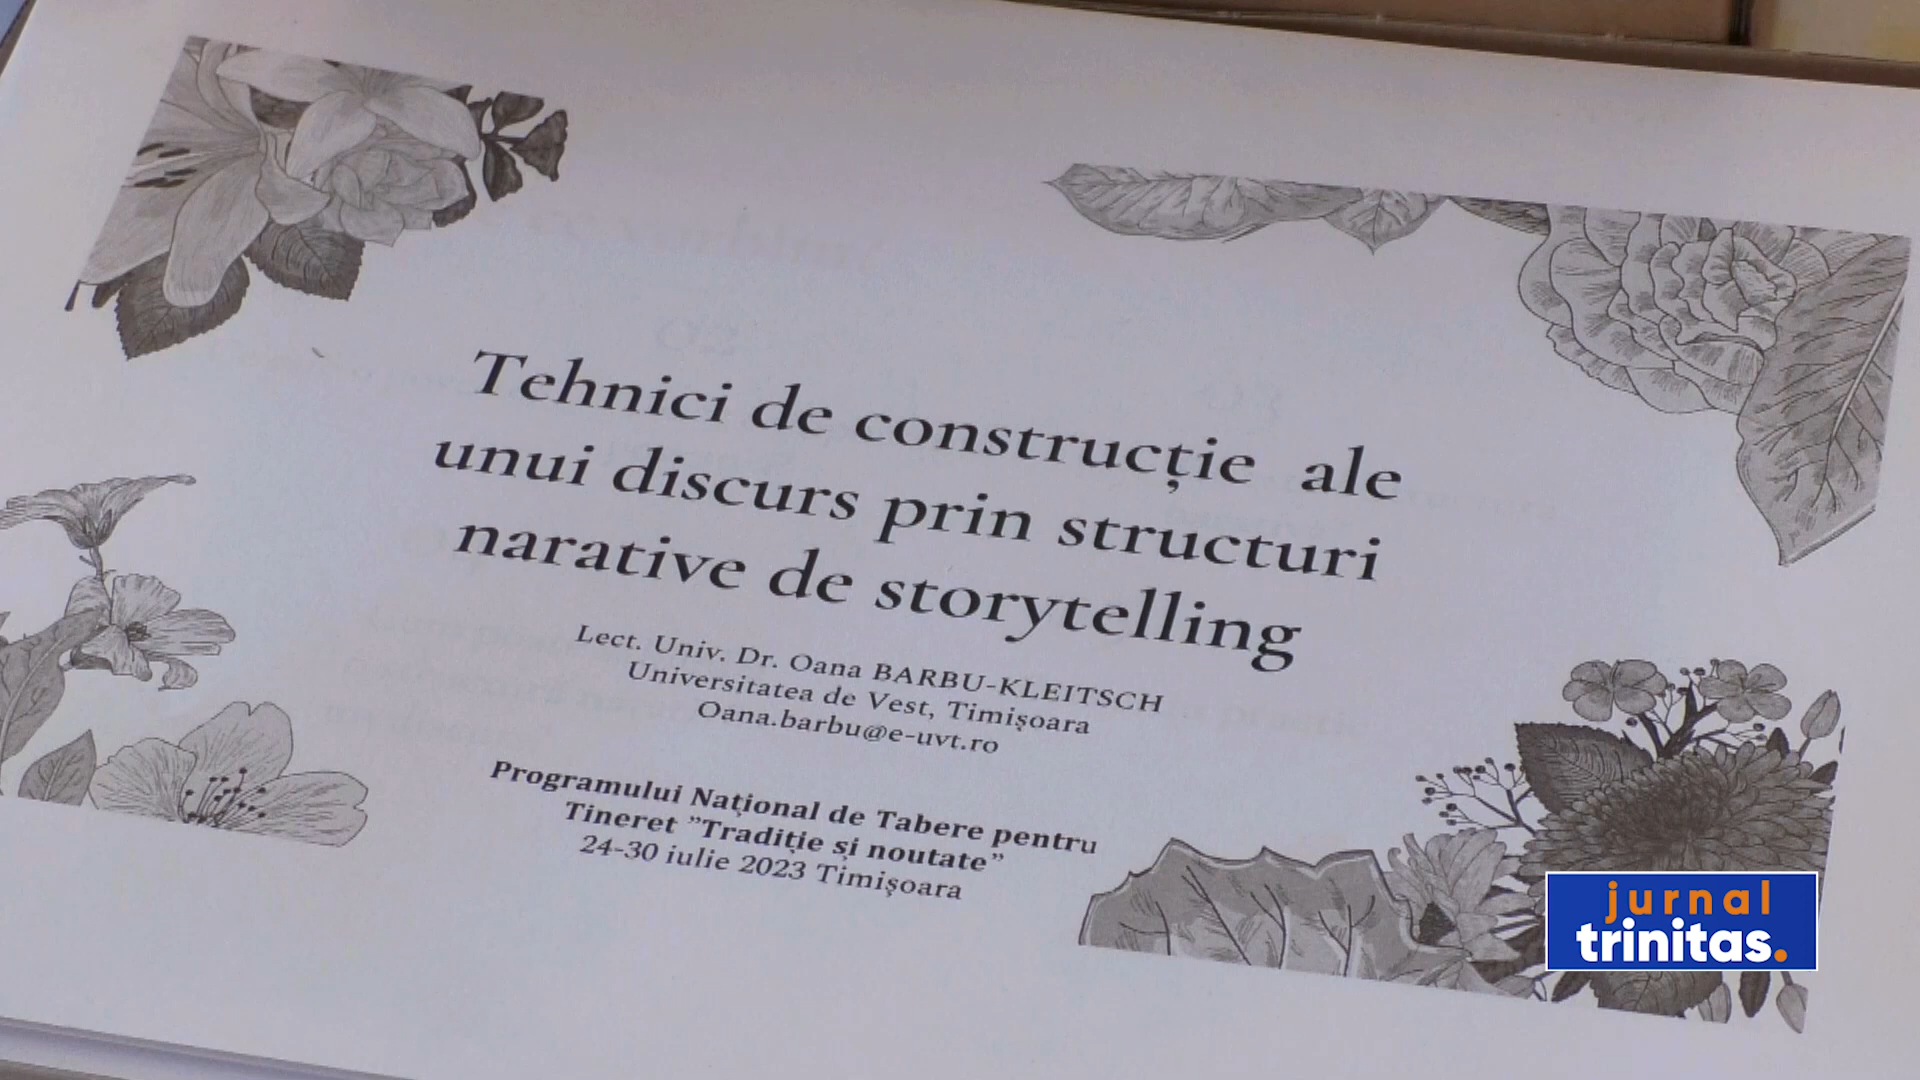 Tehnici de construcție ale
unui discurs prin structuri
narative de storytelling
Lect. Univ. Dr. Oana BARBU-KLEITSCH
Universitatea de Vest, Timișoara
Oana.barbu@e-uvt.ro
Programului Național de Tabere pentru
Tineret ”Tradiție și noutate”
24-30 iulie 2023 Timișoara
jurnal
trinitas.